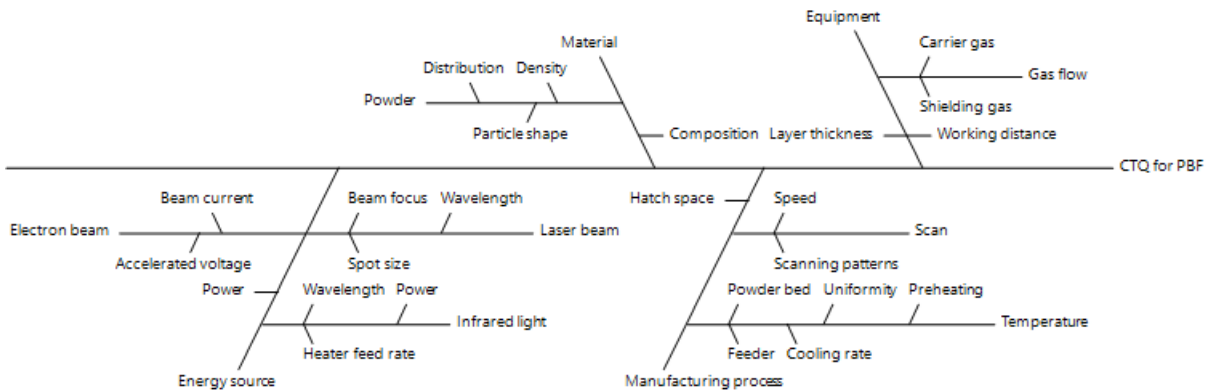 Equipment
Material
Carrier gas
Distribution
Density
Gas flow
Powder
Shielding gas
Particle shape
Composition
Layer thickness
Working distance
CTQ for PBF
Beam current
Beam focus
Wavelength
Hatch space
Speed
Electron beam
Laser beam
Scan
Accelerated voltage
Spot size
Scanning patterns
Power
Wavelength
Power
Powder bed
Uniformity
Preheating
Infrared light
Temperature
Heater feed rate
Feeder
Cooling rate
Energy source
Manufacturing process